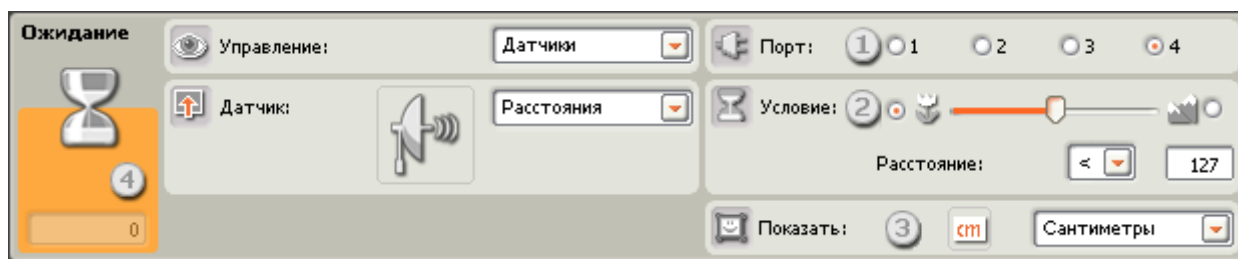 Ожидание
Управление:
Датчики
Порт:
1
1
2
3
4
Датчик:
Расстояния
Условие:
2
Расстояние:
<
127
4
0
Показать:
3
cm
Сантиметры